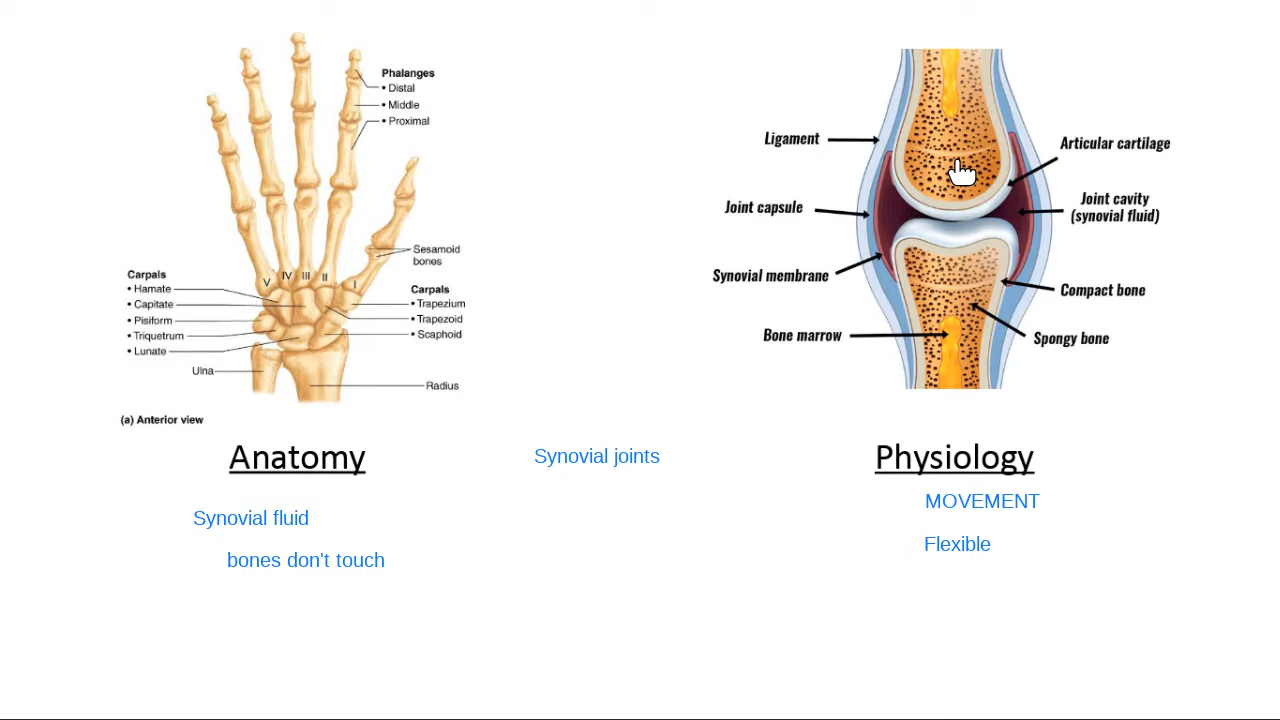 Phalanges
• Distal
• Middle
• Proximal
Sesamoid
bones
Carpals
• Hamate
• Capitate
• Pisiform
• Triquetrum
• Lunate
V
IV
III
II
I
Carpals
• Trapezium
• Trapezoid
• Scaphoid
Ulna
Radius
(a) Anterior view
Ligament
Joint capsule
Synovial membrane
Bone marrow
Articular cartilage
Joint cavity
(synovial fluid)
Compact bone
Spongy bone
Anatomy
Synovial joints
Physiology
Synovial fluid
bones don't touch
MOVEMENT
Flexible